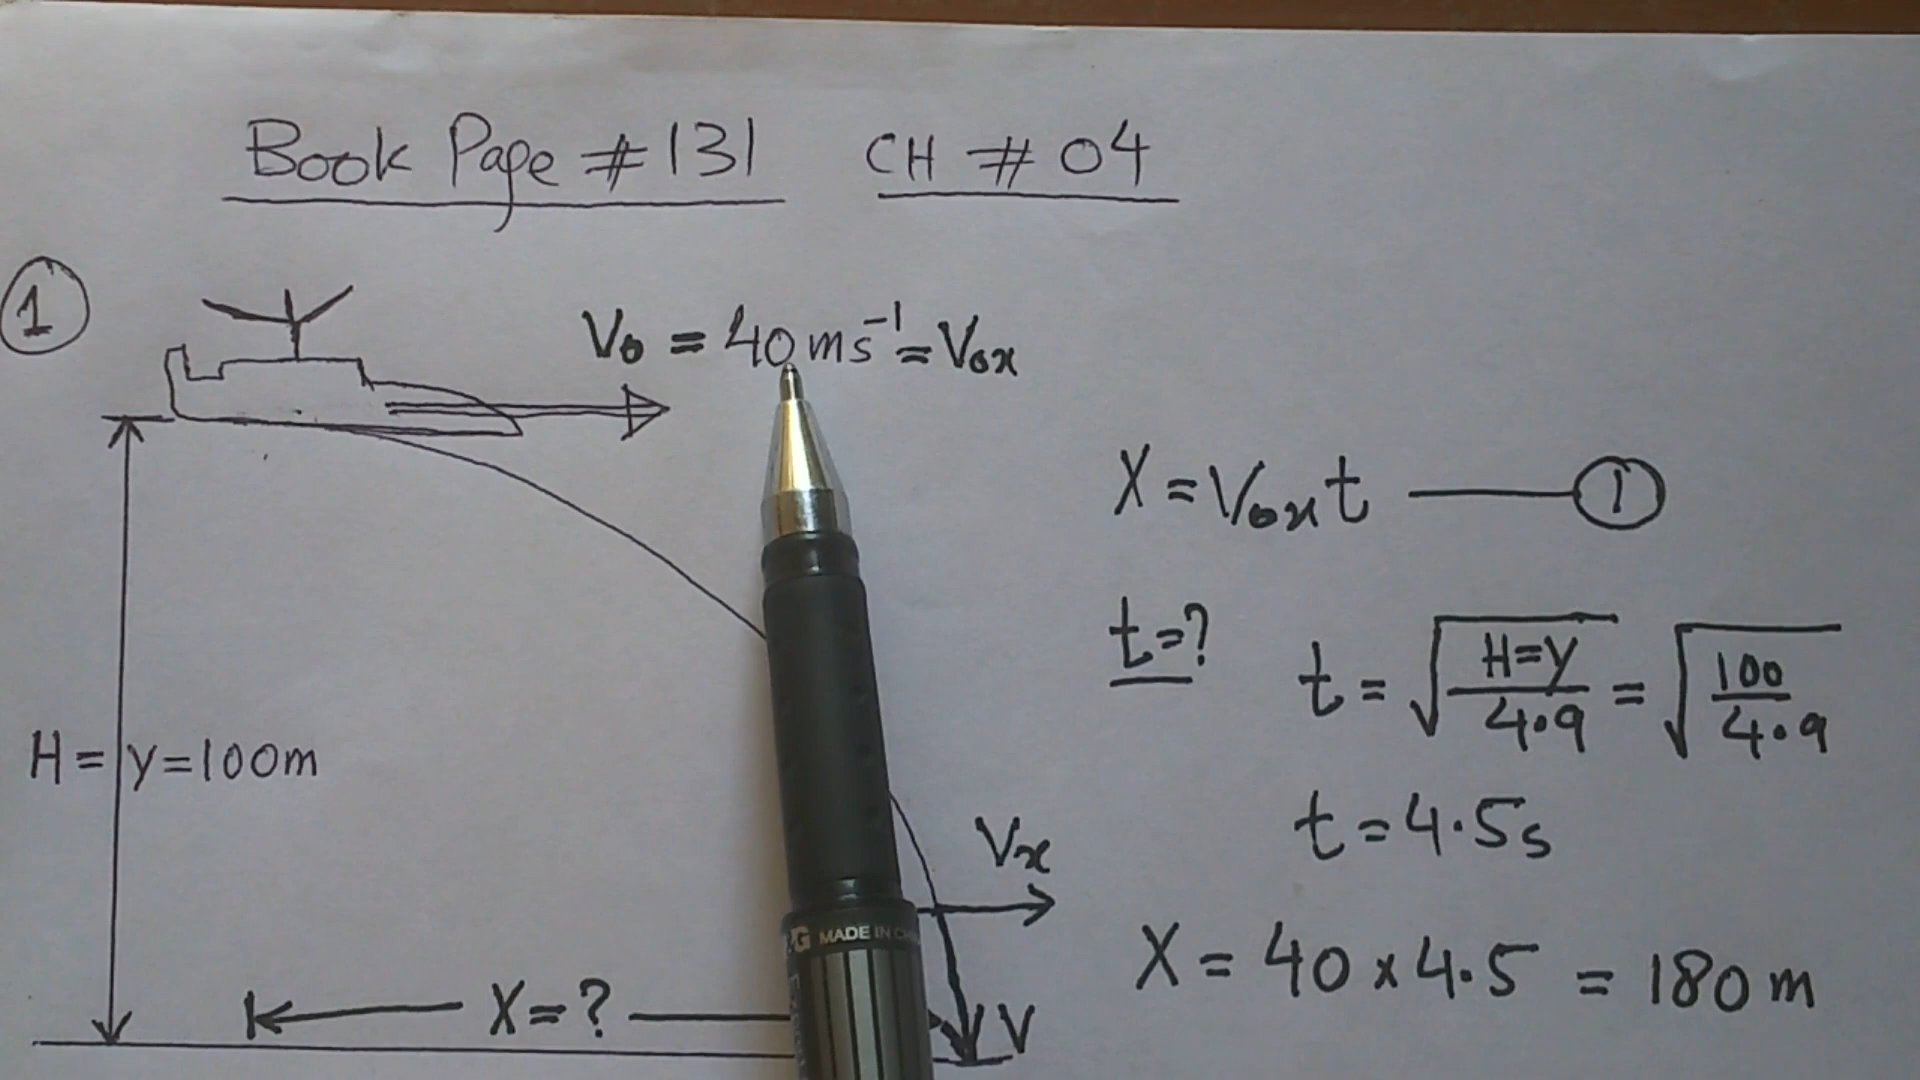 Book Page # 131 CH # 04
1
V₀ = 40 ms⁻¹ = V₀ₓ
H = y = 100m
X = ?
Vₓ
V
X = V₀ₓ t — 1
t = ?
t = √(H=y / 4.9) = √(100 / 4.9)
t = 4.5s
X = 40 x 4.5 = 180 m
MADE IN